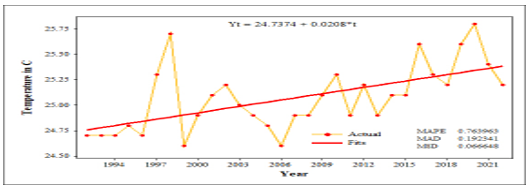 Yt = 24.7374 + 0.0208*t
25.75
25.50
25.25
25.00
24.75
24.50
Temperature in C
Actual
Fits
MAPE 0.763963
MAD 0.192341
MSD 0.066648
1994 1997 2000 2003 2006 2009 2012 2015 2018 2021
Year